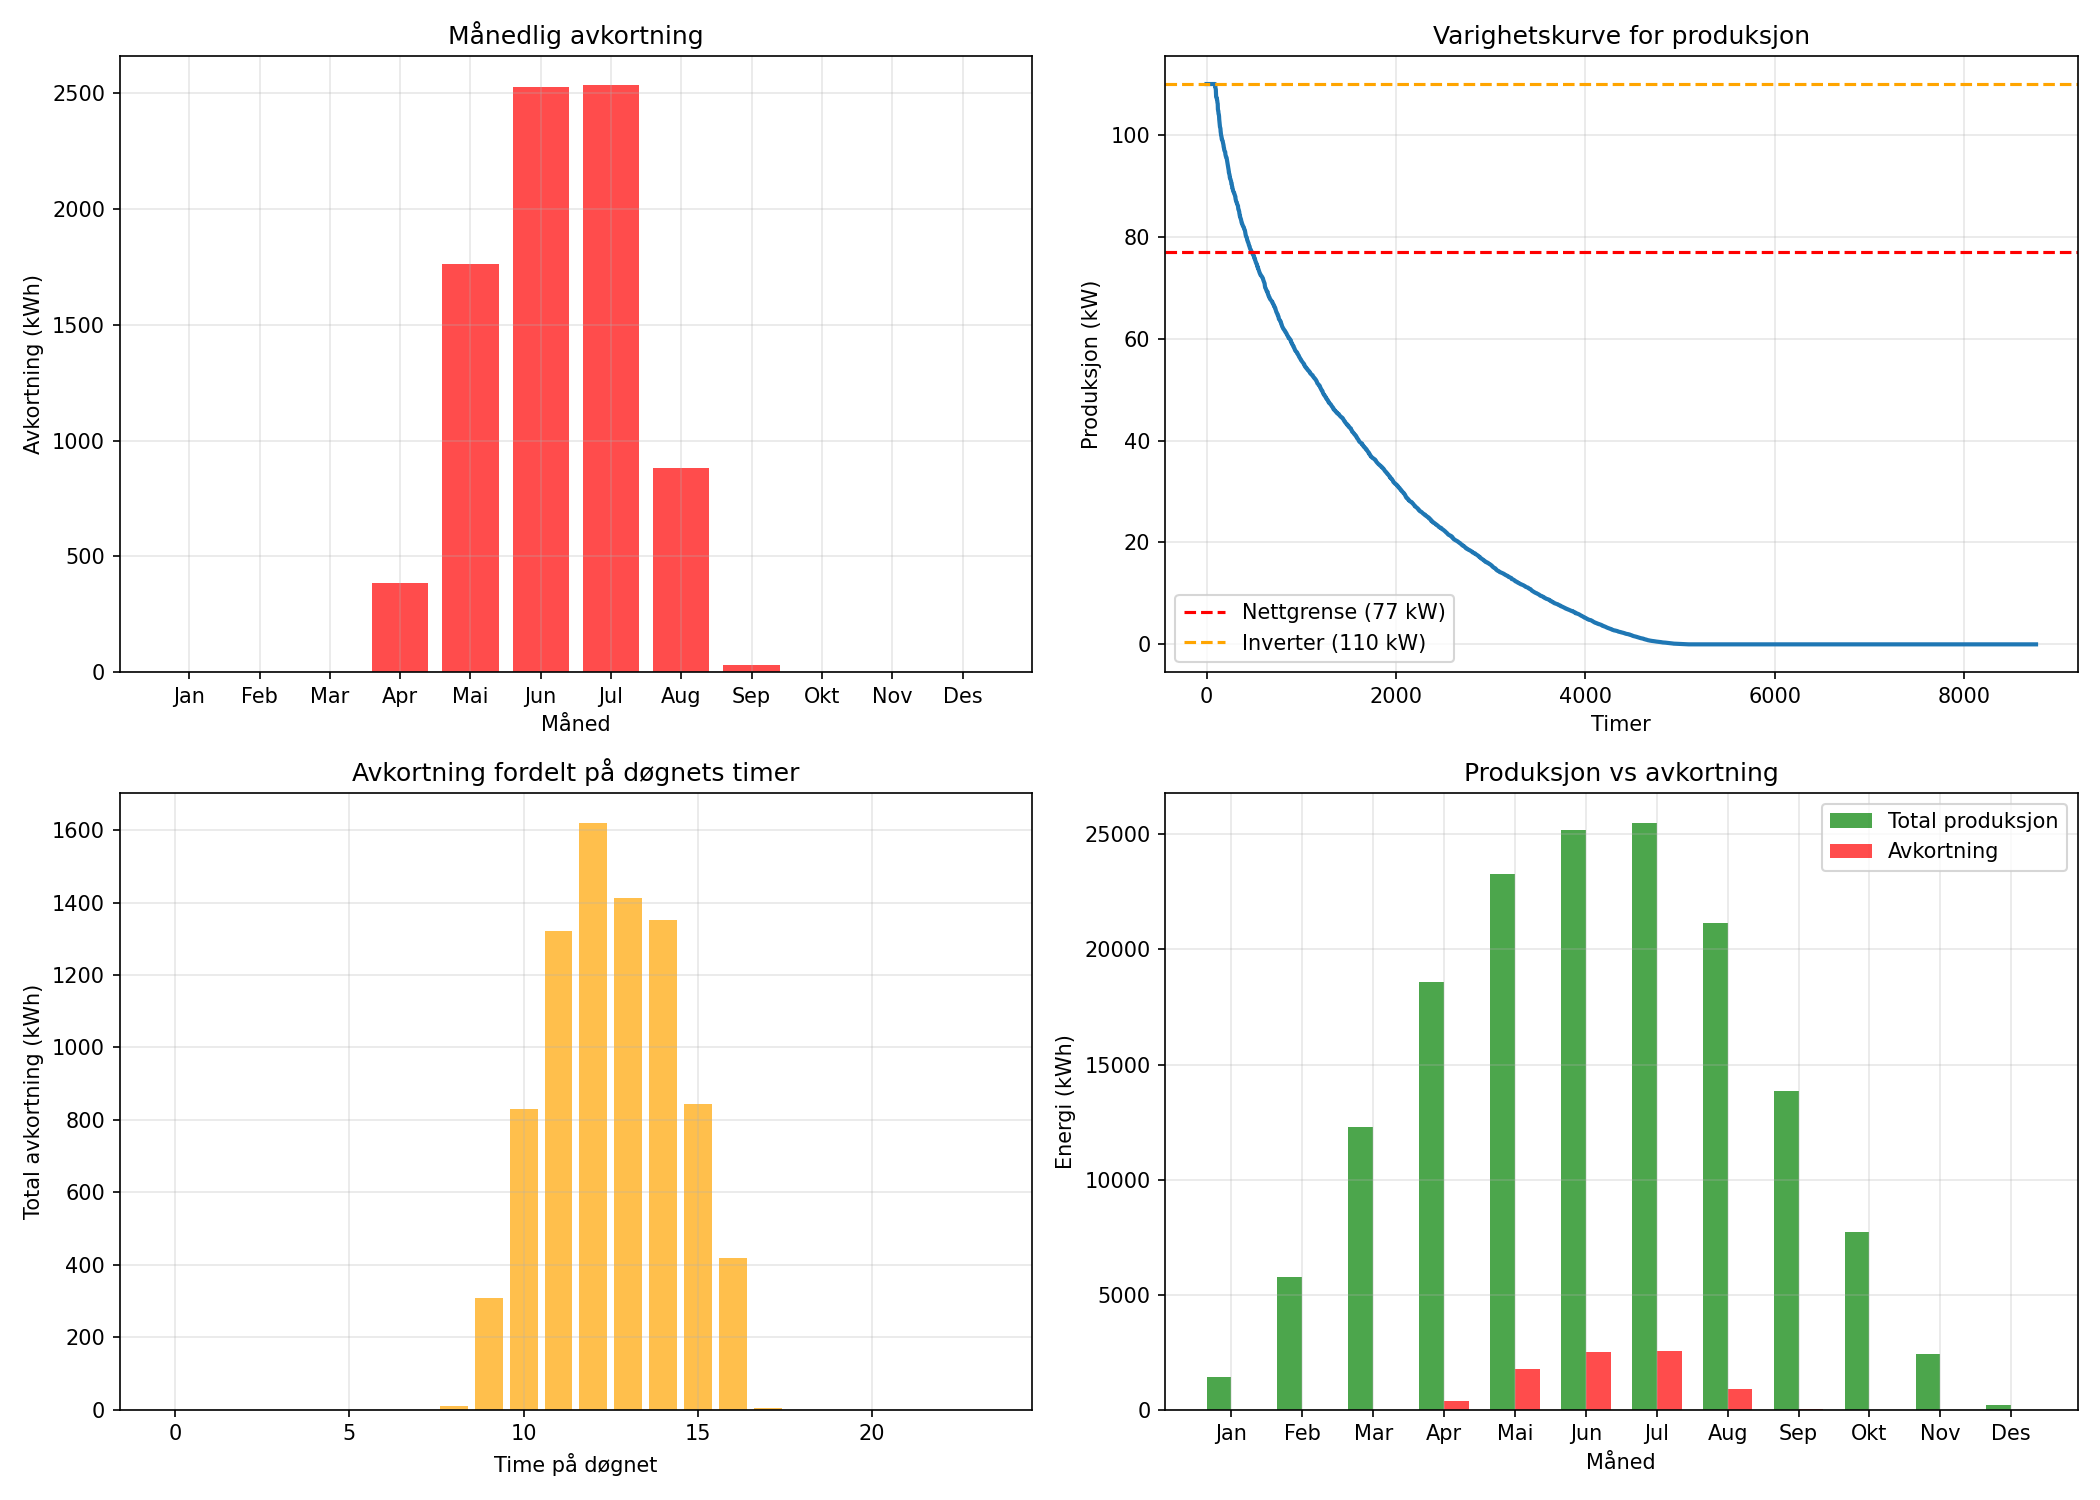 Månedlig avkortning
Avkortning (kWh)
2500
2000
1500
1000
500
0
Jan Feb Mar Apr Mai Jun Jul Aug Sep Okt Nov Des
Måned
Varighetskurve for produksjon
Produksjon (kW)
100
80
60
40
20
0
Nettgrense (77 kW)
Inverter (110 kW)
0 2000 4000 6000 8000
Timer
Avkortning fordelt på døgnets timer
Total avkortning (kWh)
1600
1400
1200
1000
800
600
400
200
0
0 5 10 15 20
Time på døgnet
Produksjon vs avkortning
Energi (kWh)
Total produksjon
Avkortning
25000
20000
15000
10000
5000
0
Jan Feb Mar Apr Mai Jun Jul Aug Sep Okt Nov Des
Måned